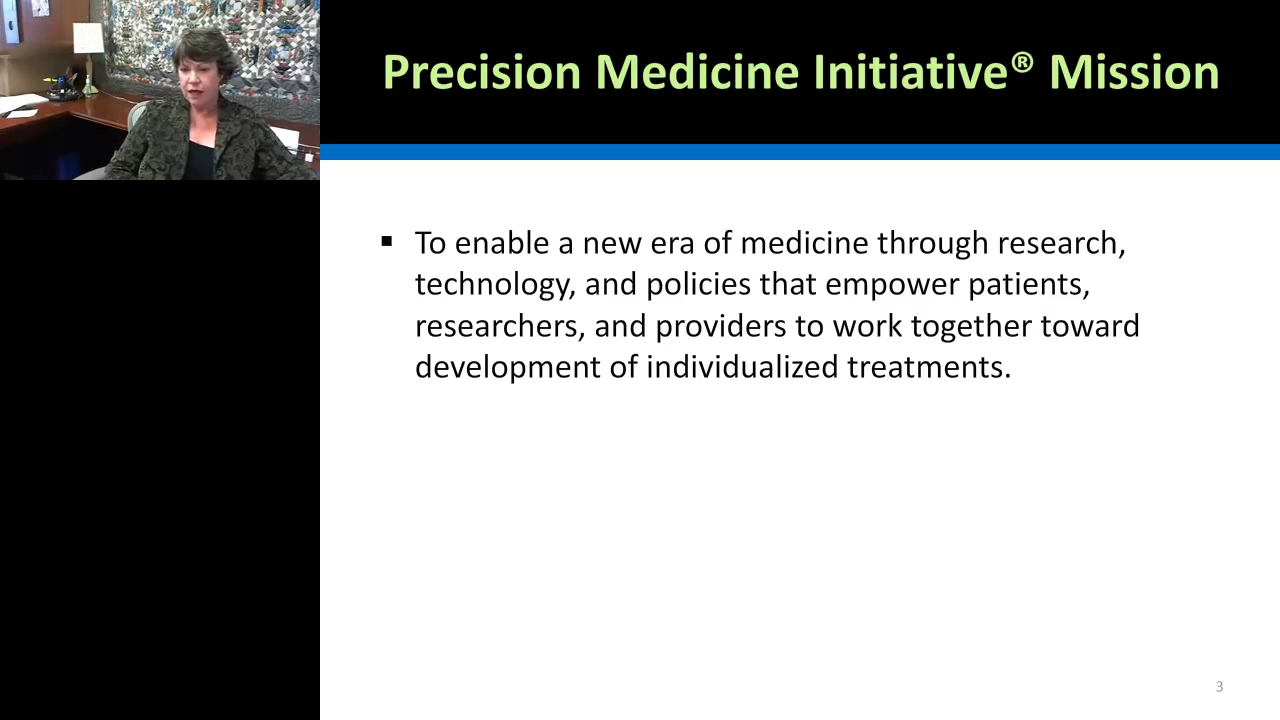 Precision Medicine Initiative® Mission
▪ To enable a new era of medicine through research,
technology, and policies that empower patients,
researchers, and providers to work together toward
development of individualized treatments.
3